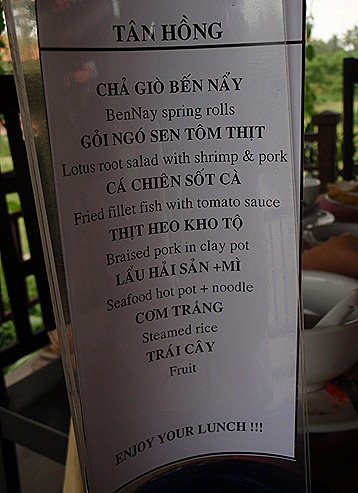 TÂN HỒNG
CHẢ GIÒ BẾN NẨY
BenNay spring rolls
GỎI NGÓ SEN TÔM THỊT
Lotus root salad with shrimp & pork
CÁ CHIÊN SỐT CÀ
Fried fillet fish with tomato sauce
THỊT HEO KHO TỘ
Braised pork in clay pot
LẨU HẢI SẢN +MÌ
Seafood hot pot + noodle
CƠM TRẮNG
Steamed rice
TRÁI CÂY
Fruit
ENJOY YOUR LUNCH !!!